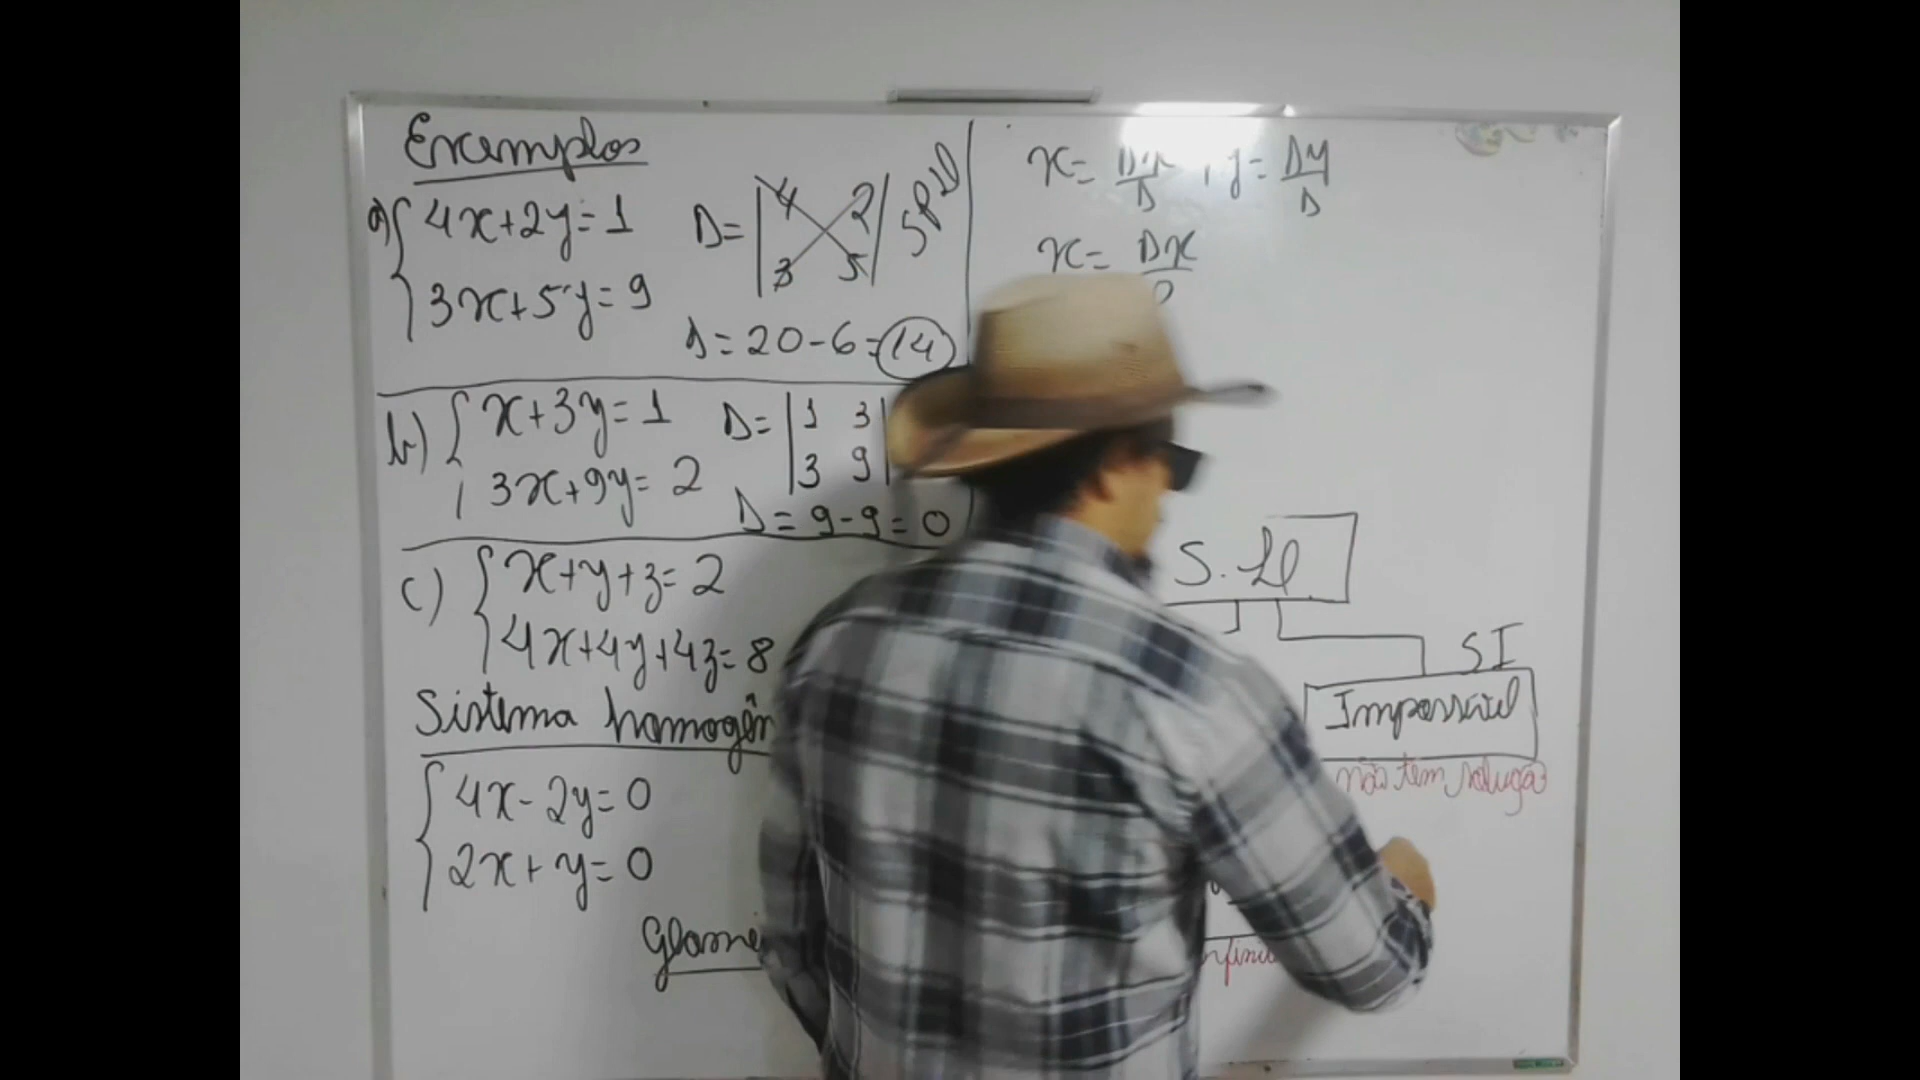 Exemplos
a) 4x+2y=1
3x+5y=9
D= |4 2|
|3 5|
SPD
D=20-6=14
b) x+3y=1
3x+9y=2
D= |1 3|
|3 9|
D=9-9=0
c) x+y+z=2
4x+4y+4z=8
Sistema homogên
4x-2y=0
2x+y=0
x= Dx/D , y= Dy/D
x= Dx
SI
Impossível
não tem solução